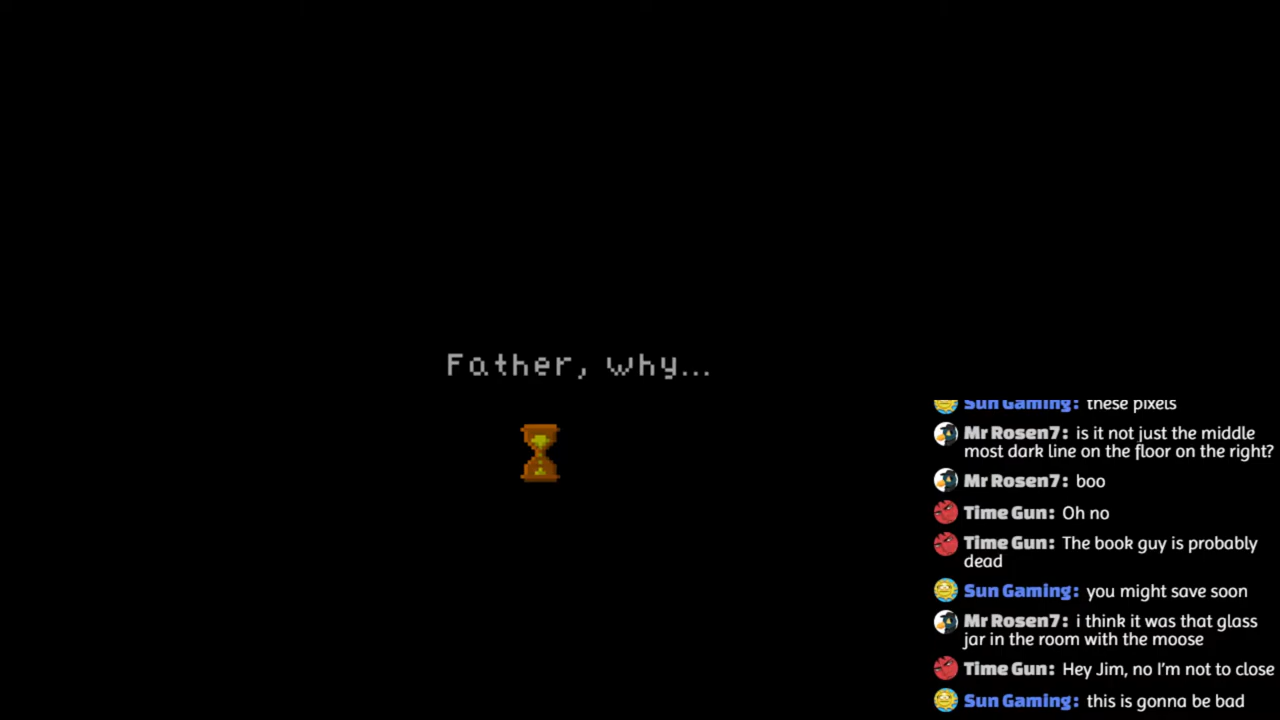 Father, why...
Sun Gaming: these pixels
Mr Rosen7: is it not just the middle
most dark line on the floor on the right?
Mr Rosen7: boo
Time Gun: Oh no
Time Gun: The book guy is probably
dead
Sun Gaming: you might save soon
Mr Rosen7: i think it was that glass
jar in the room with the moose
Time Gun: Hey Jim, no I'm not to close
Sun Gaming: this is gonna be bad